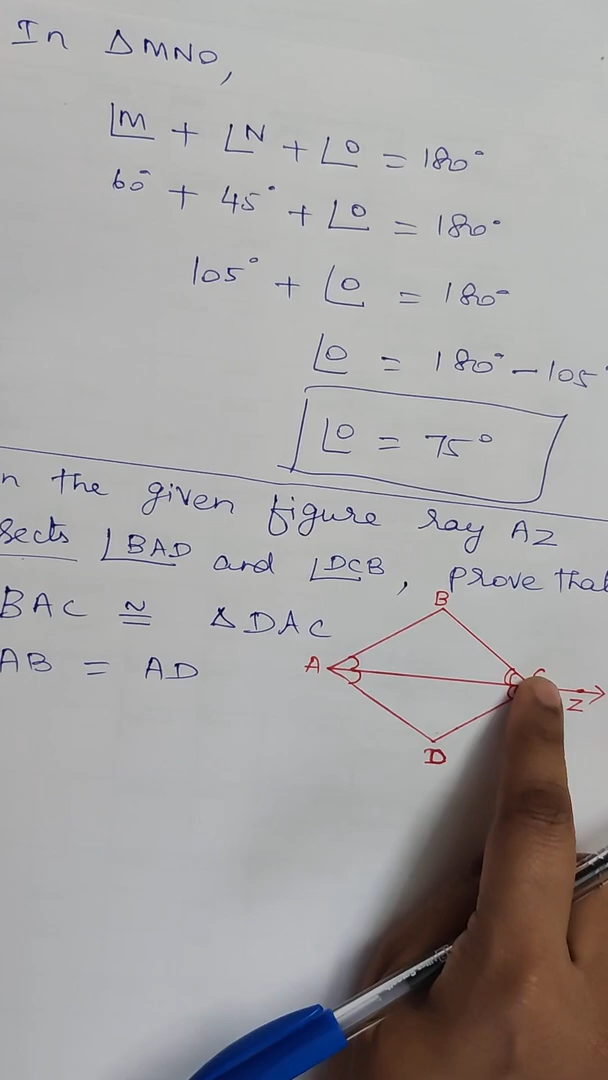 In ΔMNO,
∠M + ∠N + ∠O = 180°
60° + 45° + ∠O = 180°
105° + ∠O = 180°
∠O = 180° - 105°
∠O = 75°
n the given figure ray AZ
sects ∠BAD and ∠DCB, prove that
BAC ≅ ΔDAC
AB = AD
B
A
Z
D